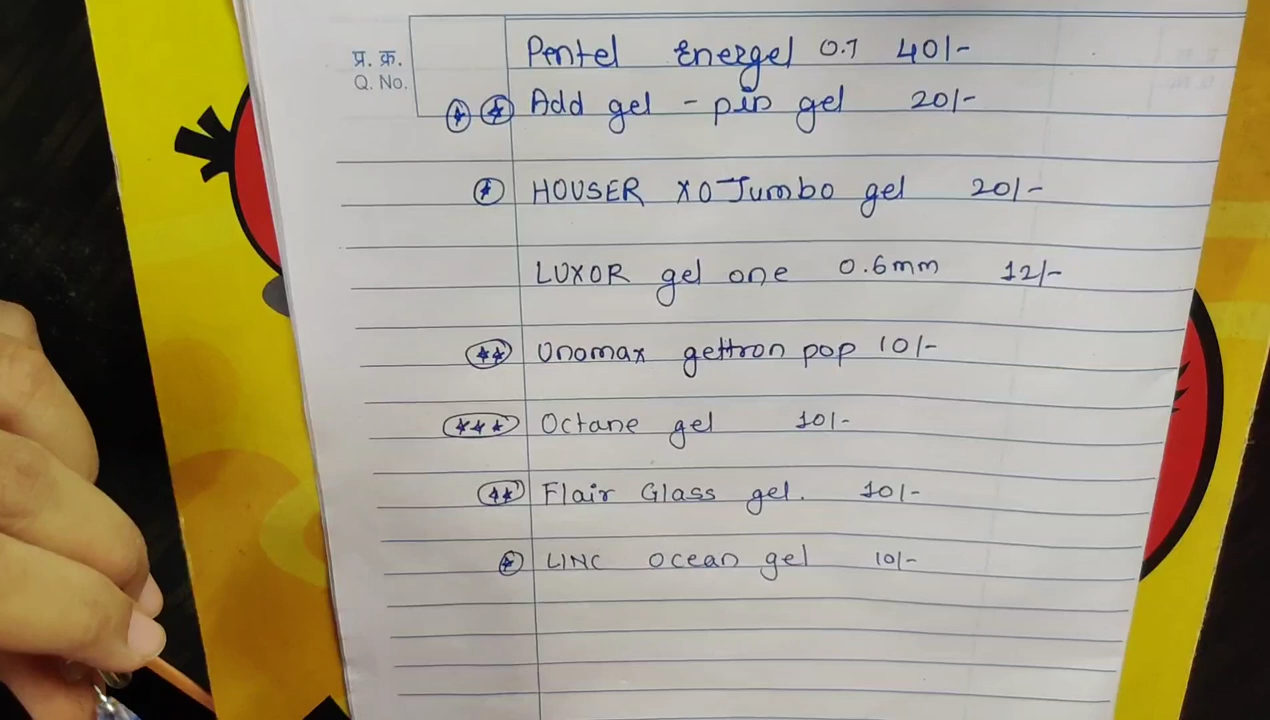 प्र. क्र.
Q. No.
Pentel Energel 0.7 40/-
Add gel - pin gel 20/-
HOUSER XO Jumbo gel 20/-
LUXOR gel one 0.6mm 12/-
Unomax geltron pop 10/-
Octane gel 10/-
Flair Glass gel. 10/-
LINC ocean gel 10/-